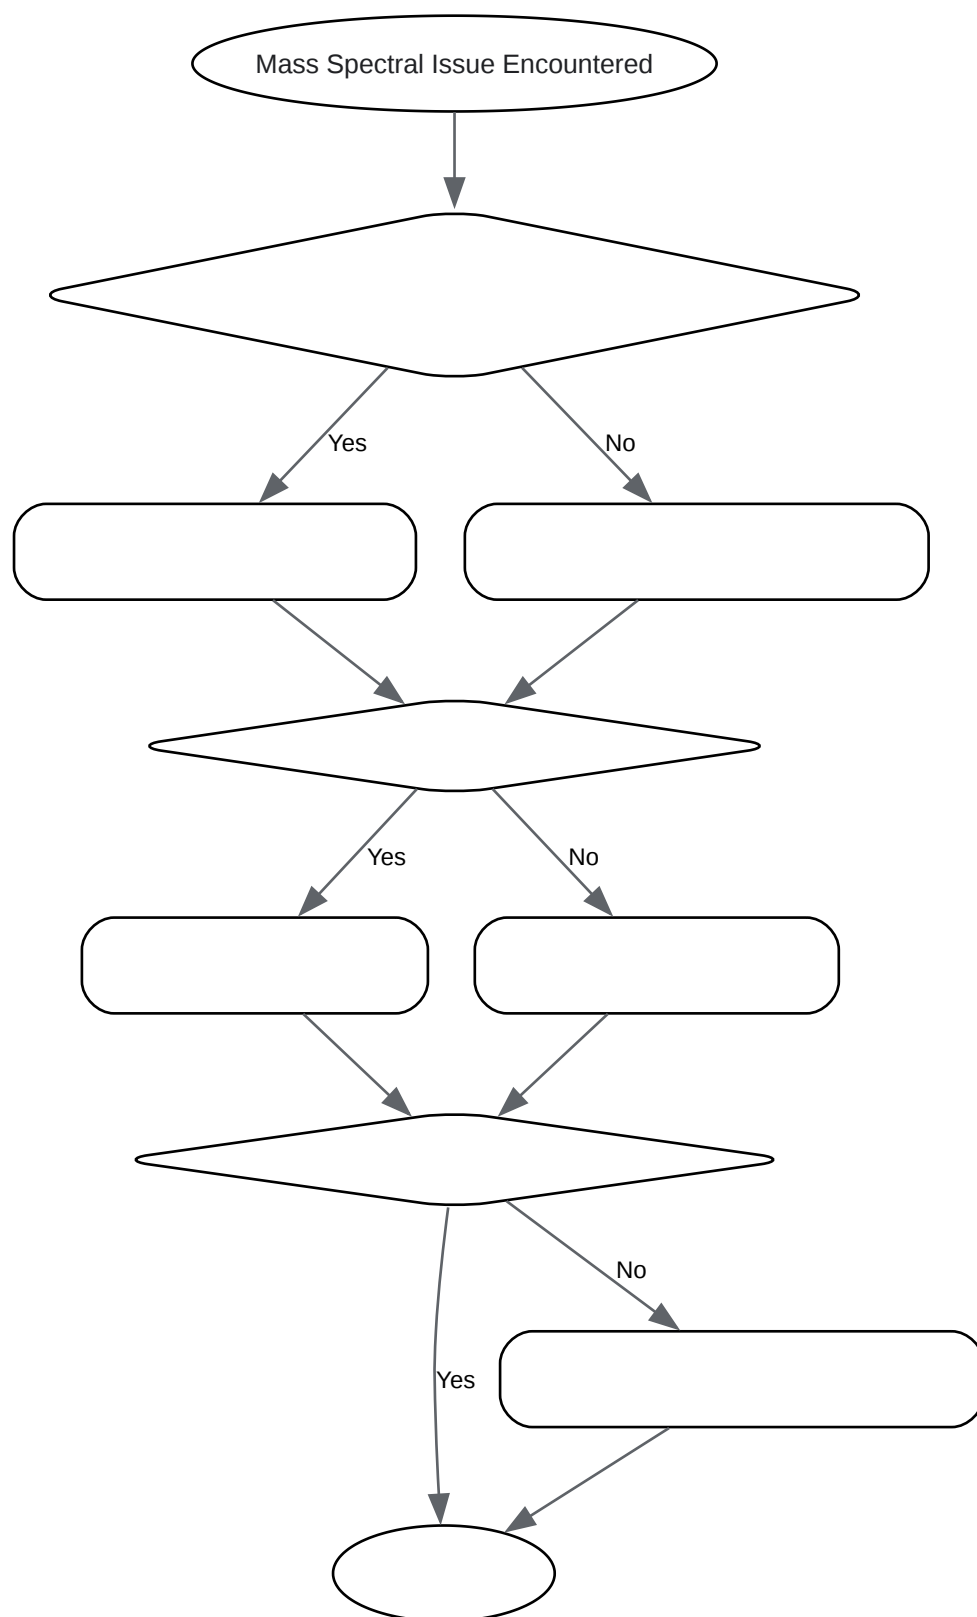 Mass Spectral Issue Encountered
Yes
No
Yes
No
No
Yes